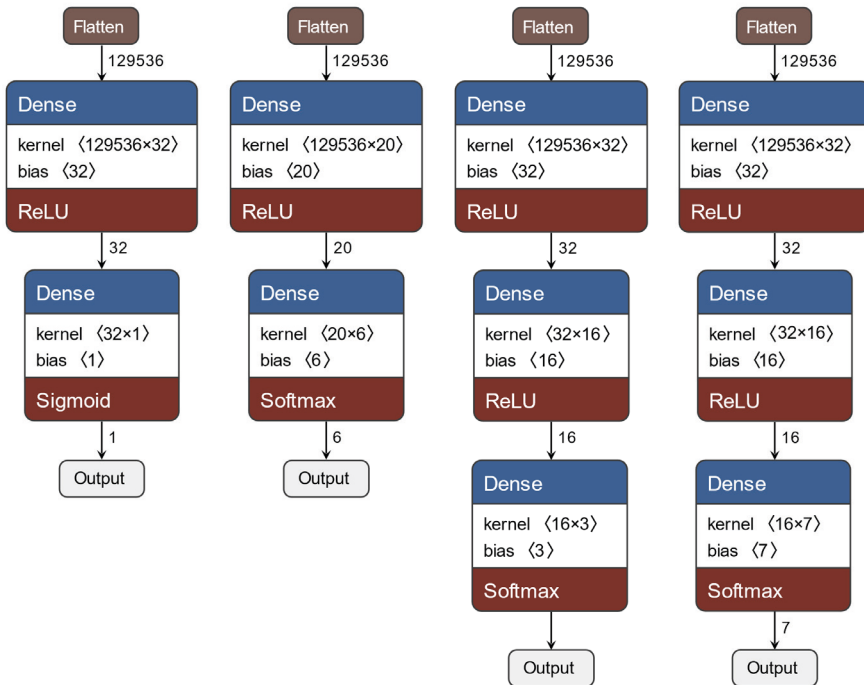 Flatten
129536
Dense
kernel 〈129536×32〉
bias 〈32〉
ReLU
32
Dense
kernel 〈32×1〉
bias 〈1〉
Sigmoid
1
Output
Flatten
129536
Dense
kernel 〈129536×20〉
bias 〈20〉
ReLU
20
Dense
kernel 〈20×6〉
bias 〈6〉
Softmax
6
Output
Flatten
129536
Dense
kernel 〈129536×32〉
bias 〈32〉
ReLU
32
Dense
kernel 〈32×16〉
bias 〈16〉
ReLU
16
Dense
kernel 〈16×3〉
bias 〈3〉
Softmax
Output
Flatten
129536
Dense
kernel 〈129536×32〉
bias 〈32〉
ReLU
32
Dense
kernel 〈32×16〉
bias 〈16〉
ReLU
16
Dense
kernel 〈16×7〉
bias 〈7〉
Softmax
7
Output